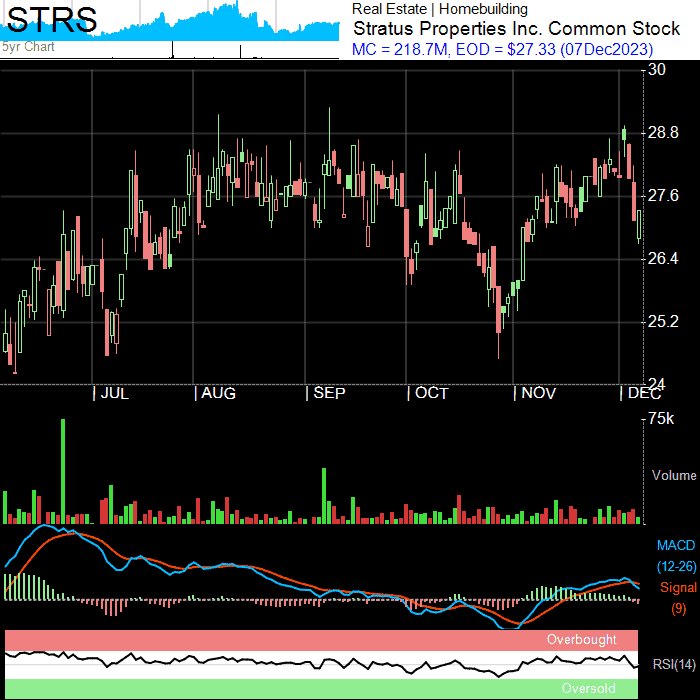 STRS
5yr Chart
Real Estate | Homebuilding
Stratus Properties Inc. Common Stock
MC = 218.7M, EOD = $27.33 (07Dec2023)
30
28.8
27.6
26.4
25.2
24
JUL AUG SEP OCT NOV DEC
75k
Volume
MACD
(12-26)
Signal
(9)
Overbought
RSI(14)
Oversold